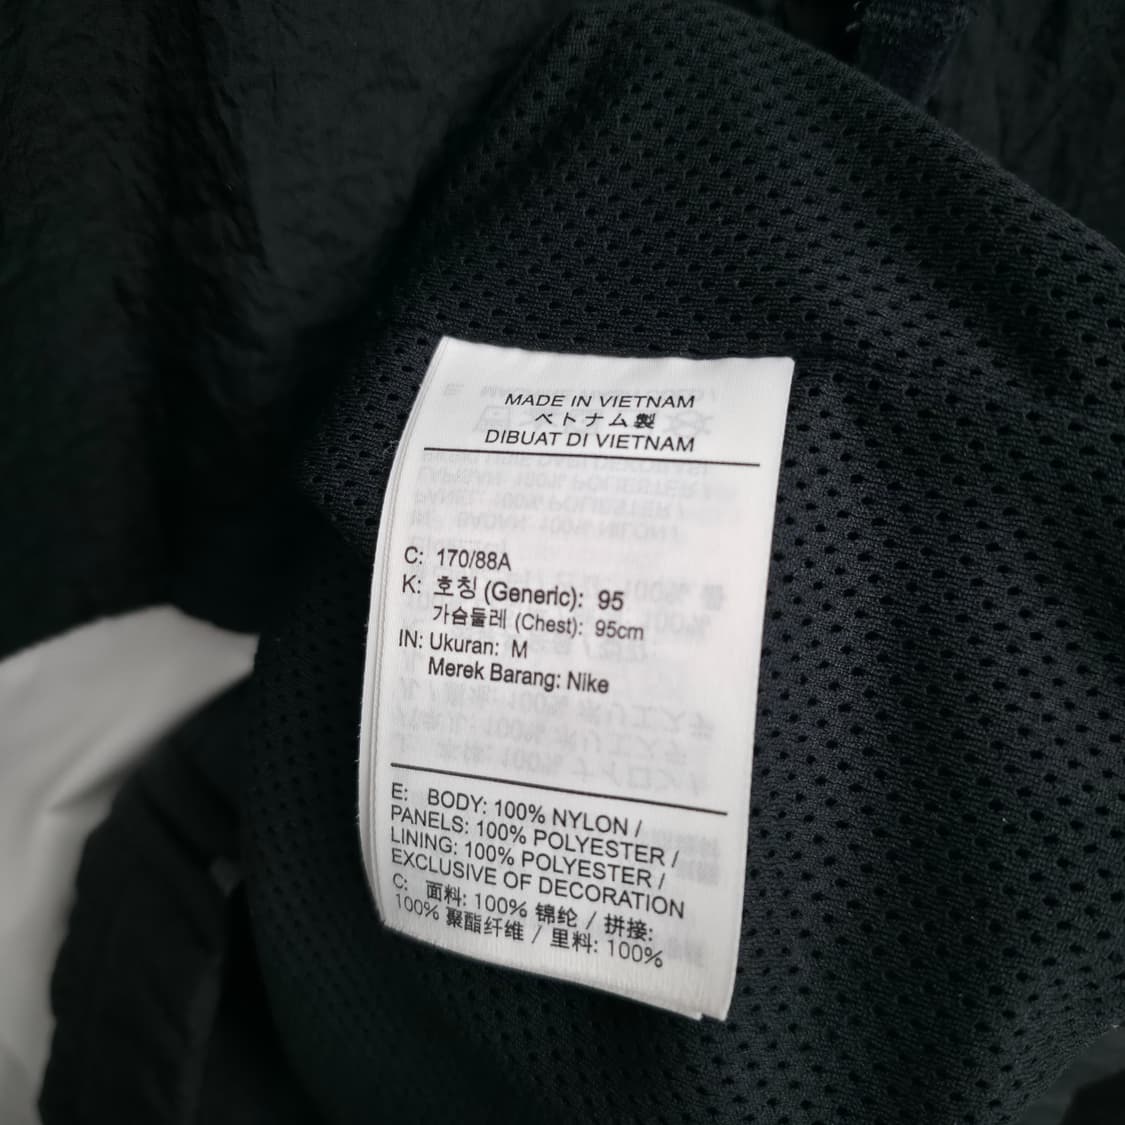 MADE IN VIETNAM
ベトナム製
DIBUAT DI VIETNAM
C: 170/88A
K: 호칭 (Generic): 95
가슴둘레 (Chest): 95cm
IN: Ukuran: M
Merek Barang: Nike
E: BODY: 100% NYLON /
PANELS: 100% POLYESTER /
LINING: 100% POLYESTER /
EXCLUSIVE OF DECORATION
C: 面料: 100% 锦纶 / 拼接:
100% 聚酯纤维 / 里料: 100%